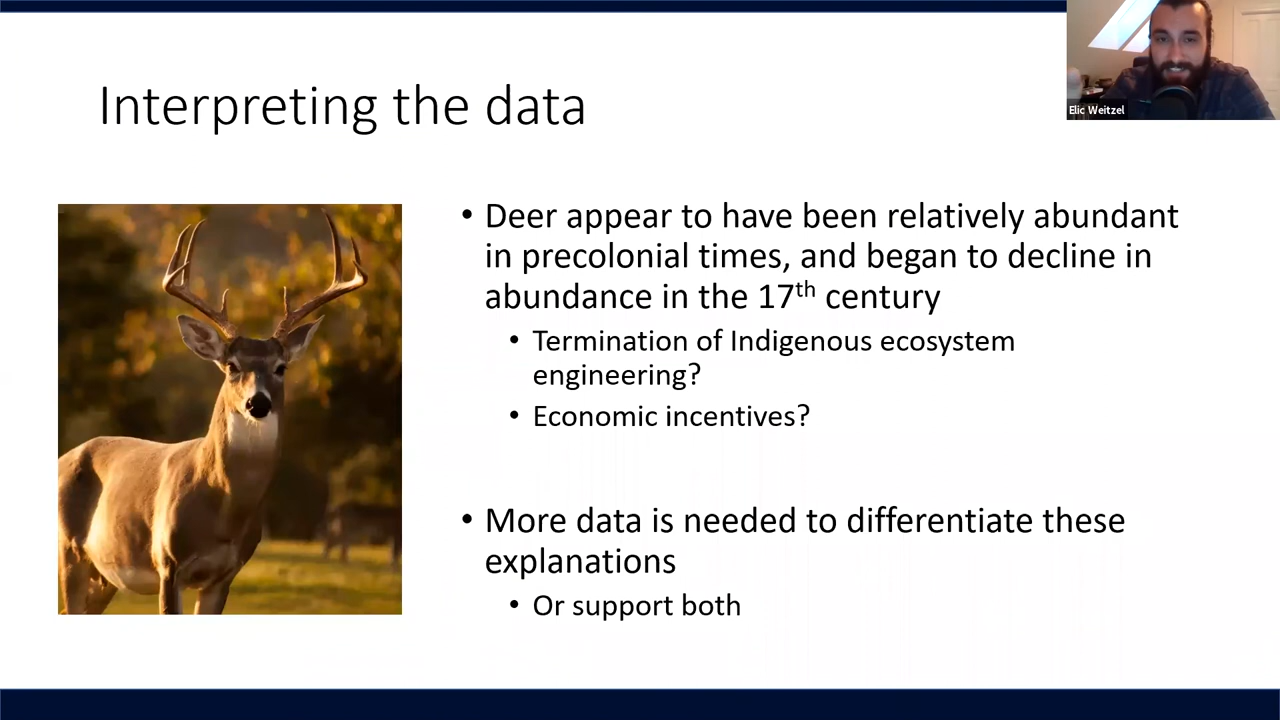 Elic Weitzel
Interpreting the data
• Deer appear to have been relatively abundant
in precolonial times, and began to decline in
abundance in the 17th century
• Termination of Indigenous ecosystem
engineering?
• Economic incentives?
• More data is needed to differentiate these
explanations
• Or support both